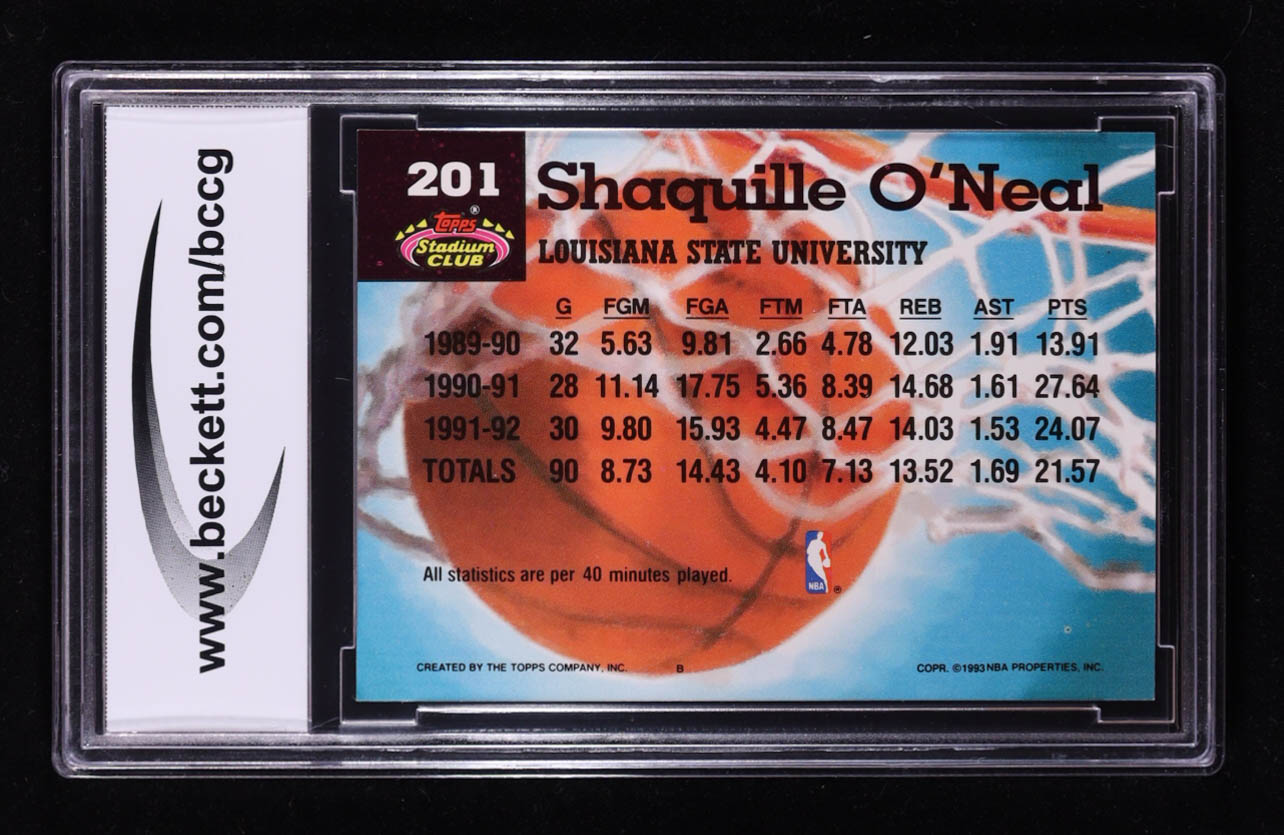 www.beckett.com/bccg
201
Topps ®
Stadium
CLUB
Shaquille O'Neal
LOUISIANA STATE UNIVERSITY
G FGM FGA FTM FTA REB AST PTS
1989-90 32 5.63 9.81 2.66 4.78 12.03 1.91 13.91
1990-91 28 11.14 17.75 5.36 8.39 14.68 1.61 27.64
1991-92 30 9.80 15.93 4.47 8.47 14.03 1.53 24.07
TOTALS 90 8.73 14.43 4.10 7.13 13.52 1.69 21.57
All statistics are per 40 minutes played.
NBA ®
CREATED BY THE TOPPS COMPANY, INC. B COPR. ©1993 NBA PROPERTIES, INC.